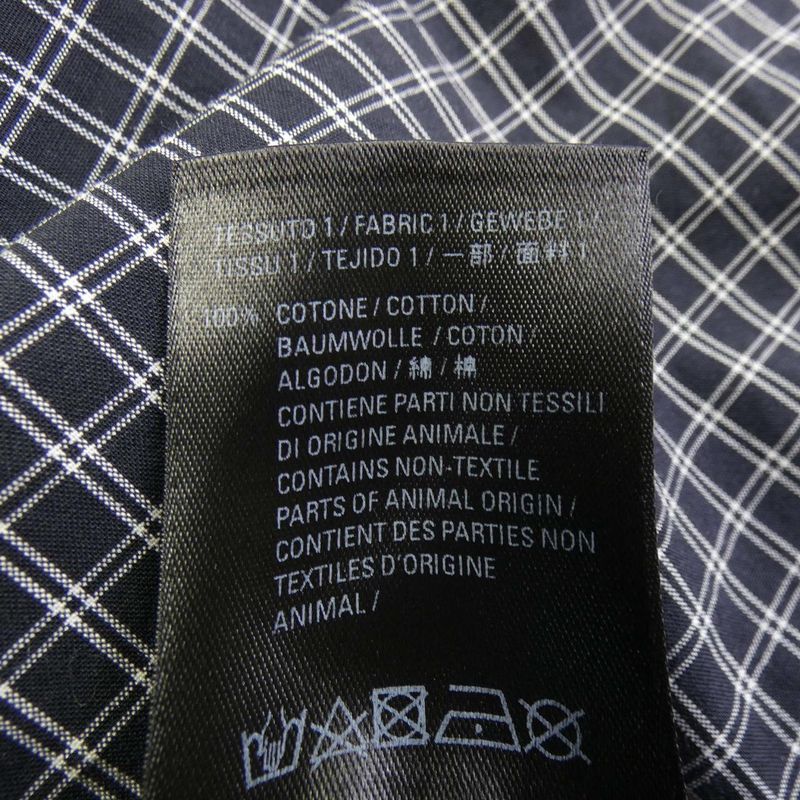 TESSUTO 1 / FABRIC 1 / GEWEBE 1 /
TISSU 1 / TEJIDO 1 / 一部 / 面料 1
100% COTONE / COTTON /
BAUMWOLLE / COTON /
ALGODON / 綿 / 棉
CONTIENE PARTI NON TESSILI
DI ORIGINE ANIMALE /
CONTAINS NON-TEXTILE
PARTS OF ANIMAL ORIGIN /
CONTIENT DES PARTIES NON
TEXTILES D'ORIGINE
ANIMAL /